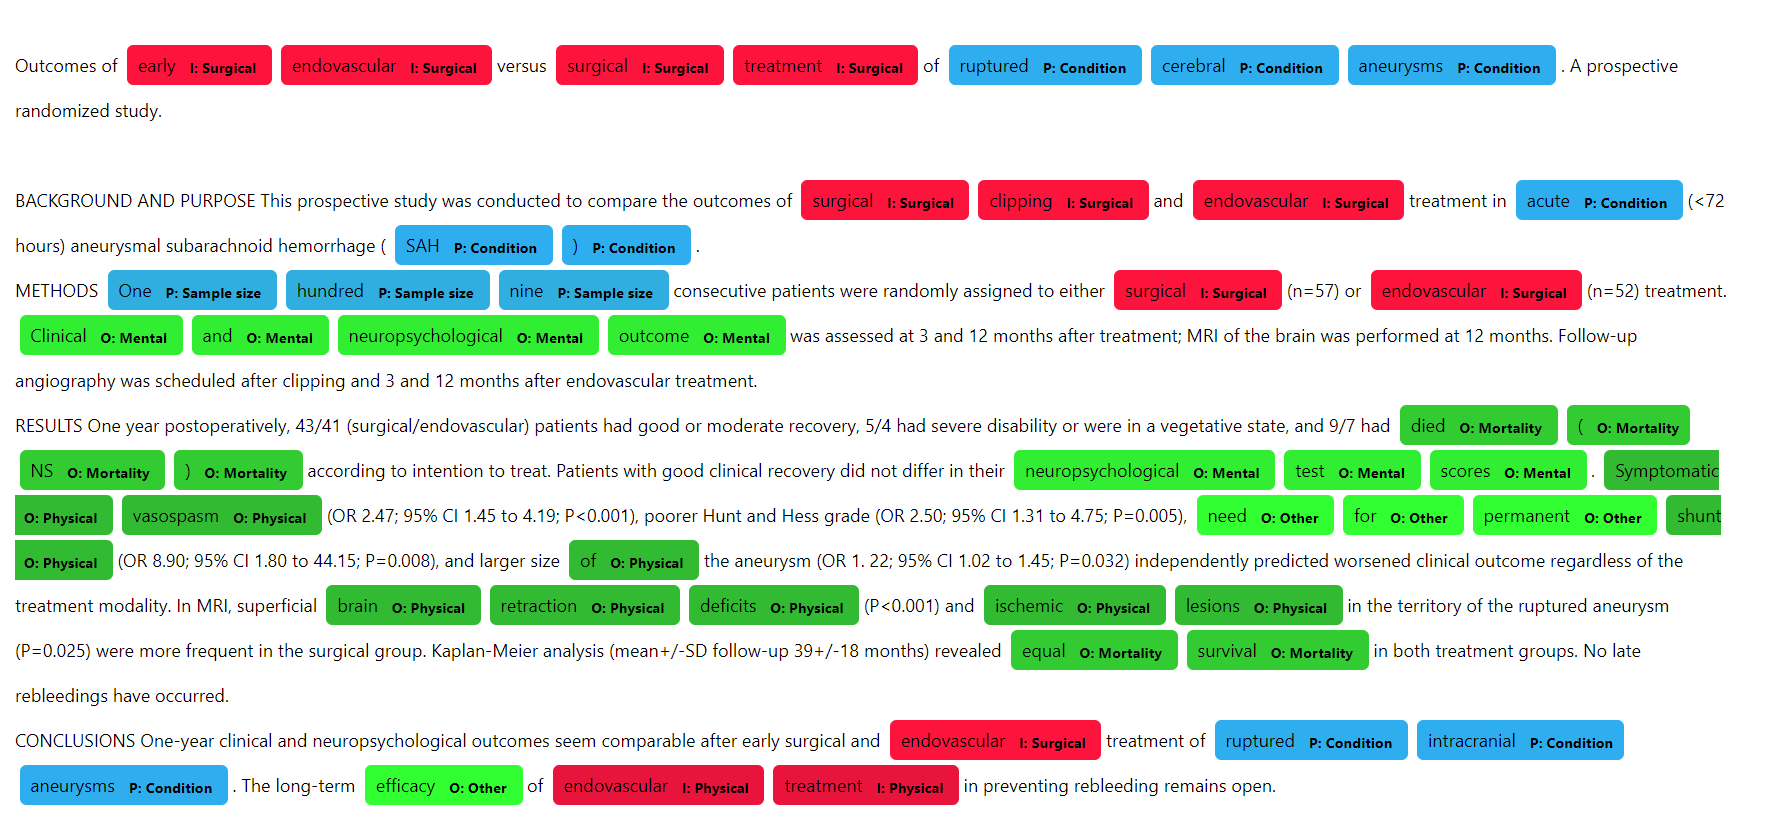 Outcomes of early I: Surgical endovascular I: Surgical versus surgical I: Surgical treatment I: Surgical of ruptured P: Condition cerebral P: Condition aneurysms P: Condition . A prospective
randomized study.
BACKGROUND AND PURPOSE This prospective study was conducted to compare the outcomes of surgical I: Surgical clipping I: Surgical and endovascular I: Surgical treatment in acute P: Condition (<72
hours) aneurysmal subarachnoid hemorrhage ( SAH P: Condition ) P: Condition .
METHODS One P: Sample size hundred P: Sample size nine P: Sample size consecutive patients were randomly assigned to either surgical I: Surgical (n=57) or endovascular I: Surgical (n=52) treatment.
Clinical O: Mental and O: Mental neuropsychological O: Mental outcome O: Mental was assessed at 3 and 12 months after treatment; MRI of the brain was performed at 12 months. Follow-up
angiography was scheduled after clipping and 3 and 12 months after endovascular treatment.
RESULTS One year postoperatively, 43/41 (surgical/endovascular) patients had good or moderate recovery, 5/4 had severe disability or were in a vegetative state, and 9/7 had died O: Mortality ( O: Mortality
NS O: Mortality ) O: Mortality according to intention to treat. Patients with good clinical recovery did not differ in their neuropsychological O: Mental test O: Mental scores O: Mental . Symptomatic
O: Physical vasospasm O: Physical (OR 2.47; 95% CI 1.45 to 4.19; P<0.001), poorer Hunt and Hess grade (OR 2.50; 95% CI 1.31 to 4.75; P=0.005), need O: Other for O: Other permanent O: Other shunt
O: Physical (OR 8.90; 95% CI 1.80 to 44.15; P=0.008), and larger size of O: Physical the aneurysm (OR 1. 22; 95% CI 1.02 to 1.45; P=0.032) independently predicted worsened clinical outcome regardless of the
treatment modality. In MRI, superficial brain O: Physical retraction O: Physical deficits O: Physical (P<0.001) and ischemic O: Physical lesions O: Physical in the territory of the ruptured aneurysm
(P=0.025) were more frequent in the surgical group. Kaplan-Meier analysis (mean+/-SD follow-up 39+/-18 months) revealed equal O: Mortality survival O: Mortality in both treatment groups. No late
rebleedings have occurred.
CONCLUSIONS One-year clinical and neuropsychological outcomes seem comparable after early surgical and endovascular I: Surgical treatment of ruptured P: Condition intracranial P: Condition
aneurysms P: Condition . The long-term efficacy O: Other of endovascular I: Physical treatment I: Physical in preventing rebleeding remains open.